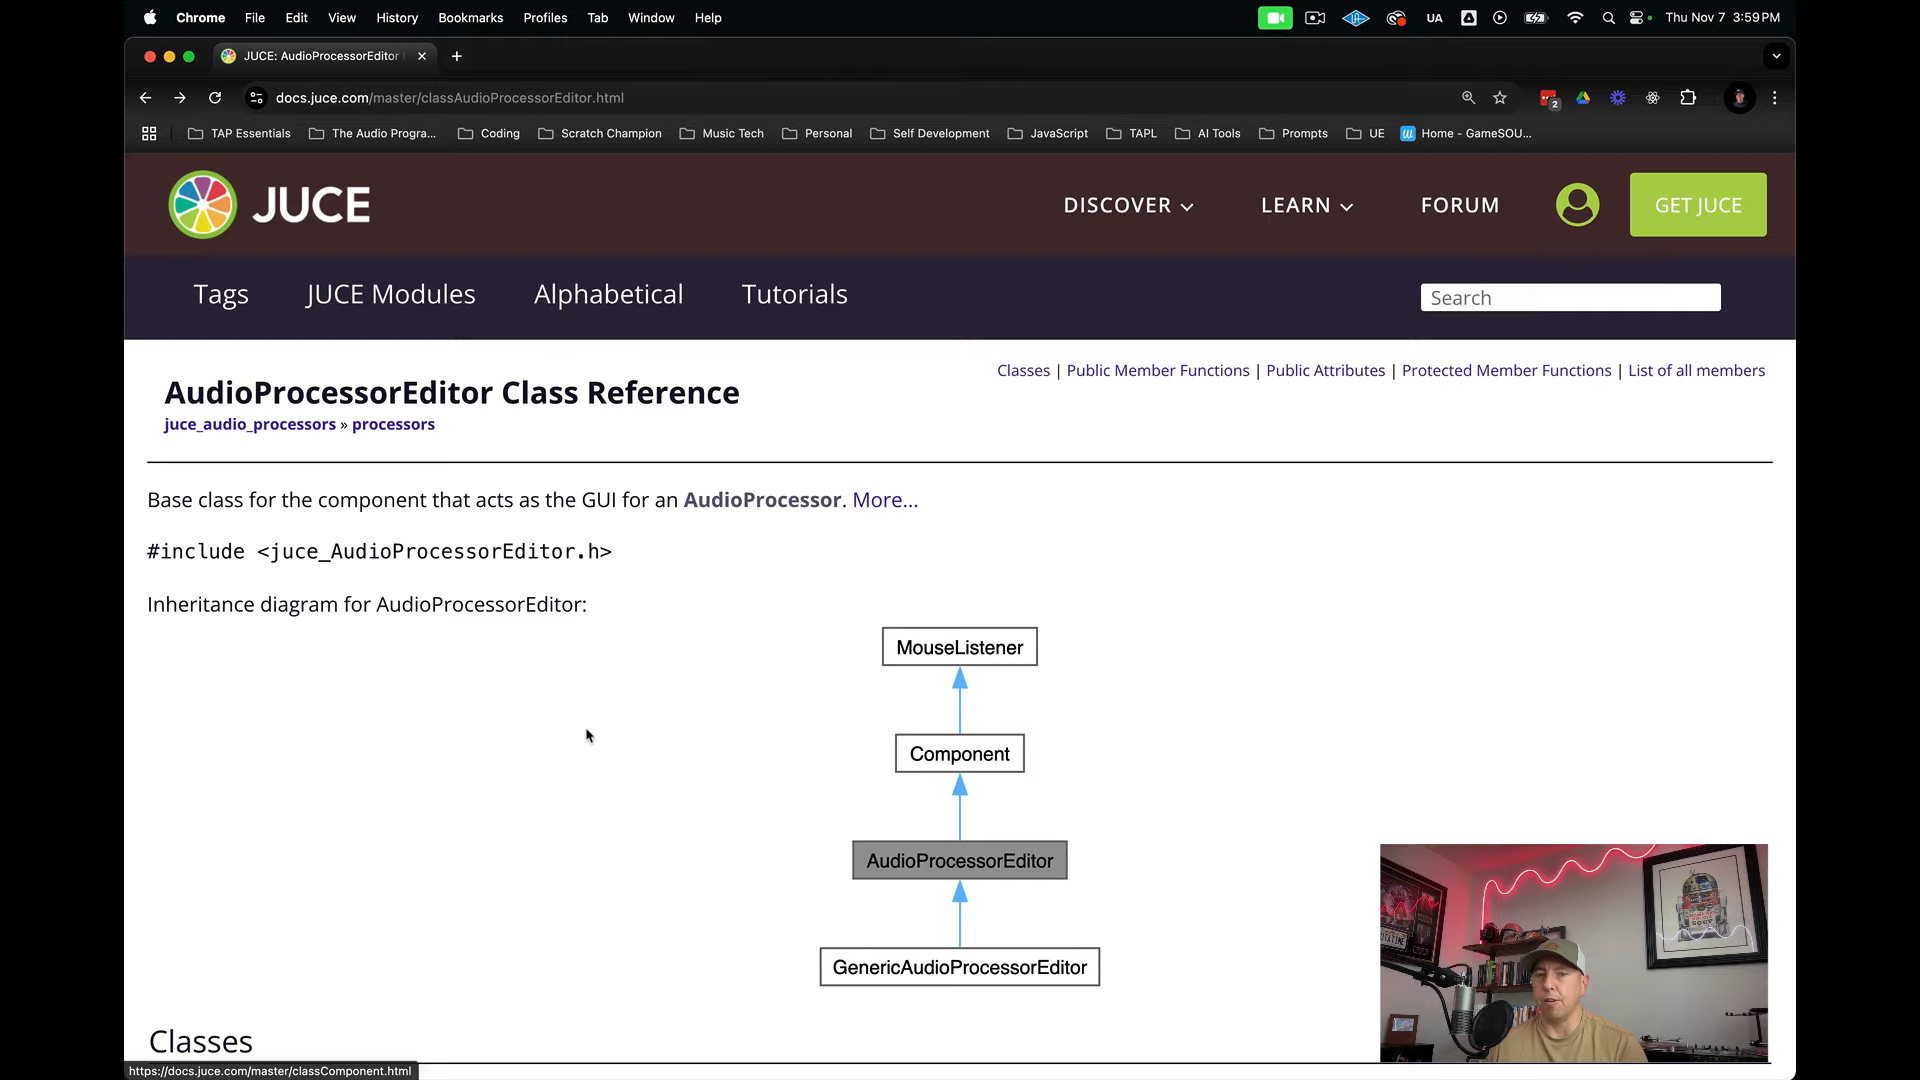 Chrome File Edit View History Bookmarks Profiles Tab Window Help UA Thu Nov 7 3:59 PM
JUCE: AudioProcessorEditor
docs.juce.com/master/classAudioProcessorEditor.html 2
TAP Essentials The Audio Progra... Coding Scratch Champion Music Tech Personal Self Development JavaScript TAPL AI Tools Prompts UE Home - GameSOU...
JUCE DISCOVER LEARN FORUM GET JUCE
Tags JUCE Modules Alphabetical Tutorials Search
Classes | Public Member Functions | Public Attributes | Protected Member Functions | List of all members
AudioProcessorEditor Class Reference
juce_audio_processors » processors
Base class for the component that acts as the GUI for an AudioProcessor. More...
#include <juce_AudioProcessorEditor.h>
Inheritance diagram for AudioProcessorEditor:
MouseListener
Component
AudioProcessorEditor
GenericAudioProcessorEditor
Classes
https://docs.juce.com/master/classComponent.html
SOUP